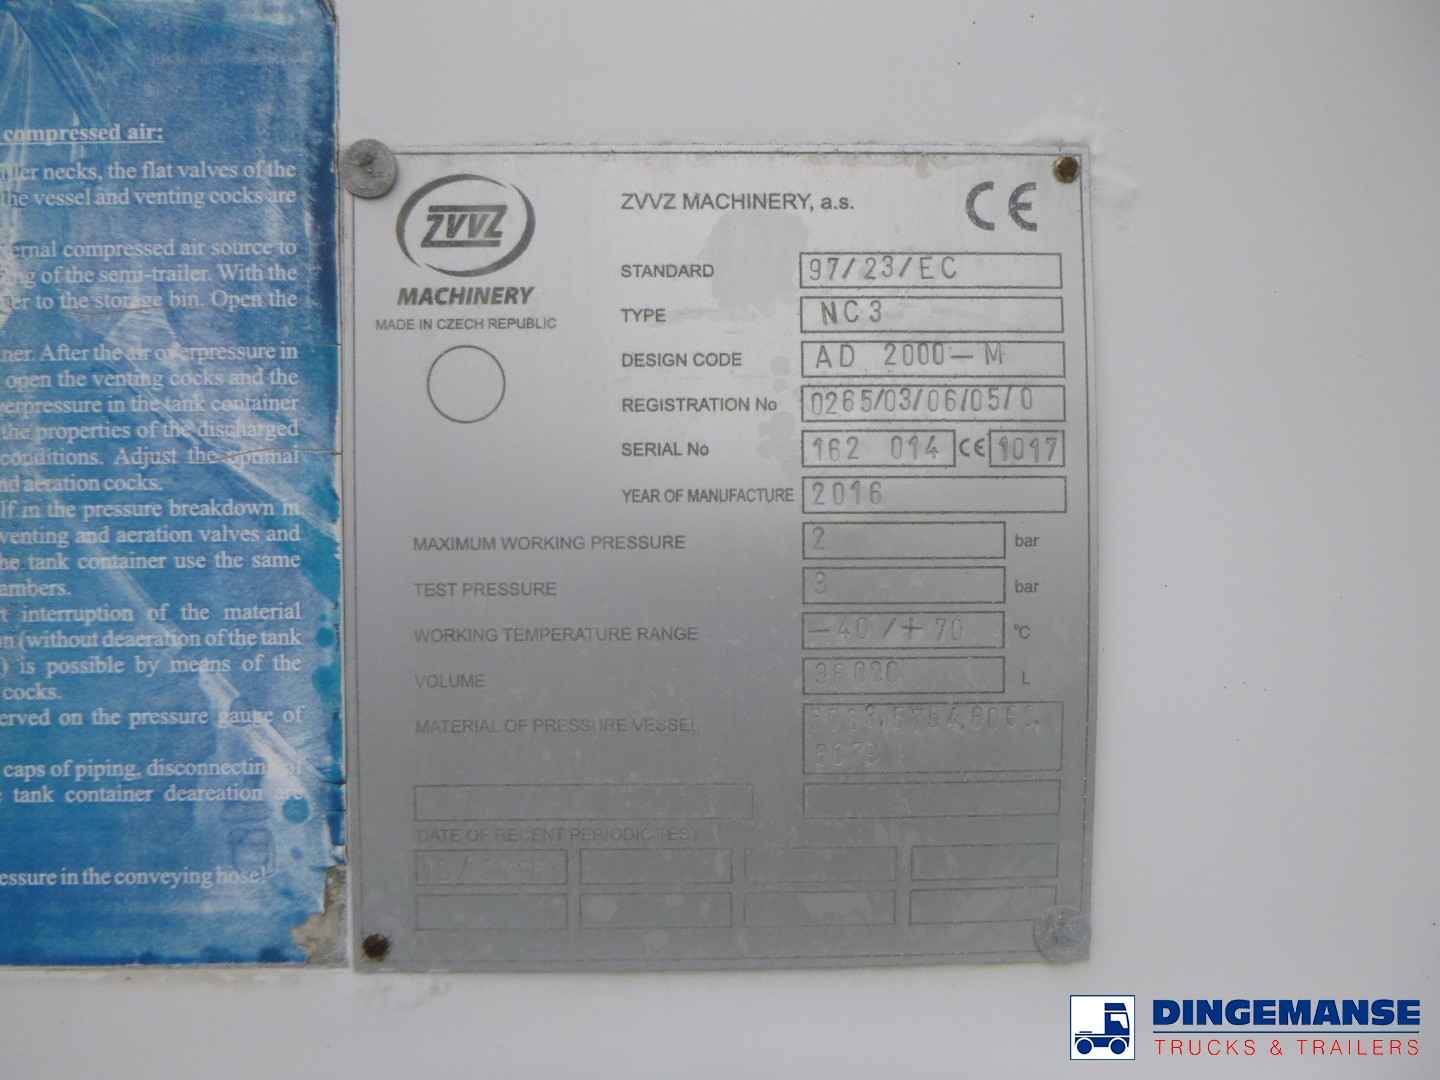 compressed air:
necks, the flat valves of the
the vessel and venting cocks are
compressed air source to
of the semi-trailer. With the
to the storage bin. Open the
After the air overpressure in
open the venting cocks and the
in the tank container
the properties of the discharged
conditions. Adjust the optimal
aeration cocks.
in the pressure breakdown in
venting and aeration valves and
tank container use the same
interruption of the material
(without deaeration of the tank
is possible by means of the
cocks.
on the pressure gauge of
caps of piping, disconnecting of
tank container deareation are
in the conveying hose!
ZVVZ
MACHINERY
MADE IN CZECH REPUBLIC
ZVVZ MACHINERY, a.s. CE
STANDARD 97/23/EC
TYPE NC3
DESIGN CODE AD 2000-M
REGISTRATION No 0265/03/06/05/0
SERIAL No 162 014 CE 1017
YEAR OF MANUFACTURE 2016
MAXIMUM WORKING PRESSURE 2 bar
TEST PRESSURE 3 bar
WORKING TEMPERATURE RANGE -40/+70 °C
VOLUME L
MATERIAL OF PRESSURE VESSEL
DATE OF RECENT PERIODIC TEST
DINGEMANSE
TRUCKS & TRAILERS